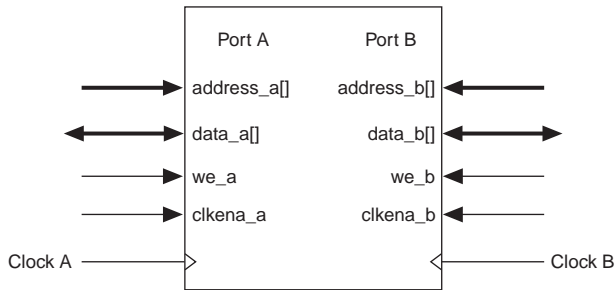 Port A Port B
address_a[] address_b[]
data_a[] data_b[]
we_a we_b
clkena_a clkena_b
Clock A Clock B